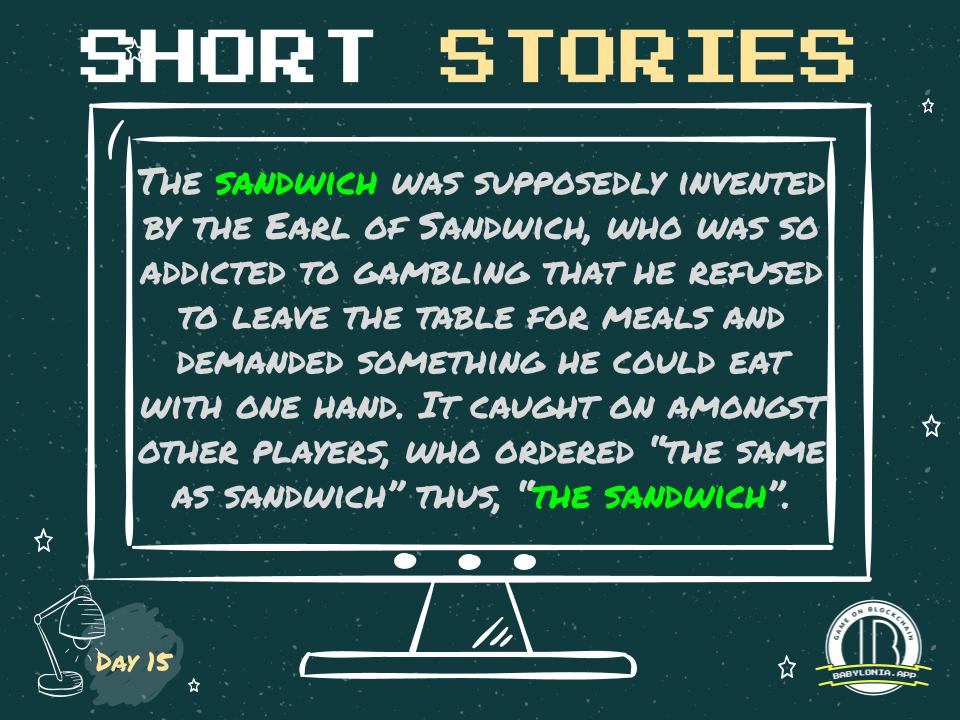 SHORT STORIES
THE SANDWICH WAS SUPPOSEDLY INVENTED
BY THE EARL OF SANDWICH, WHO WAS SO
ADDICTED TO GAMBLING THAT HE REFUSED
TO LEAVE THE TABLE FOR MEALS AND
DEMANDED SOMETHING HE COULD EAT
WITH ONE HAND. IT CAUGHT ON AMONGST
OTHER PLAYERS, WHO ORDERED “THE SAME
AS SANDWICH” THUS, “THE SANDWICH”.
DAY 15
GAME ON BLOCKCHAIN
BABYLONIA.APP